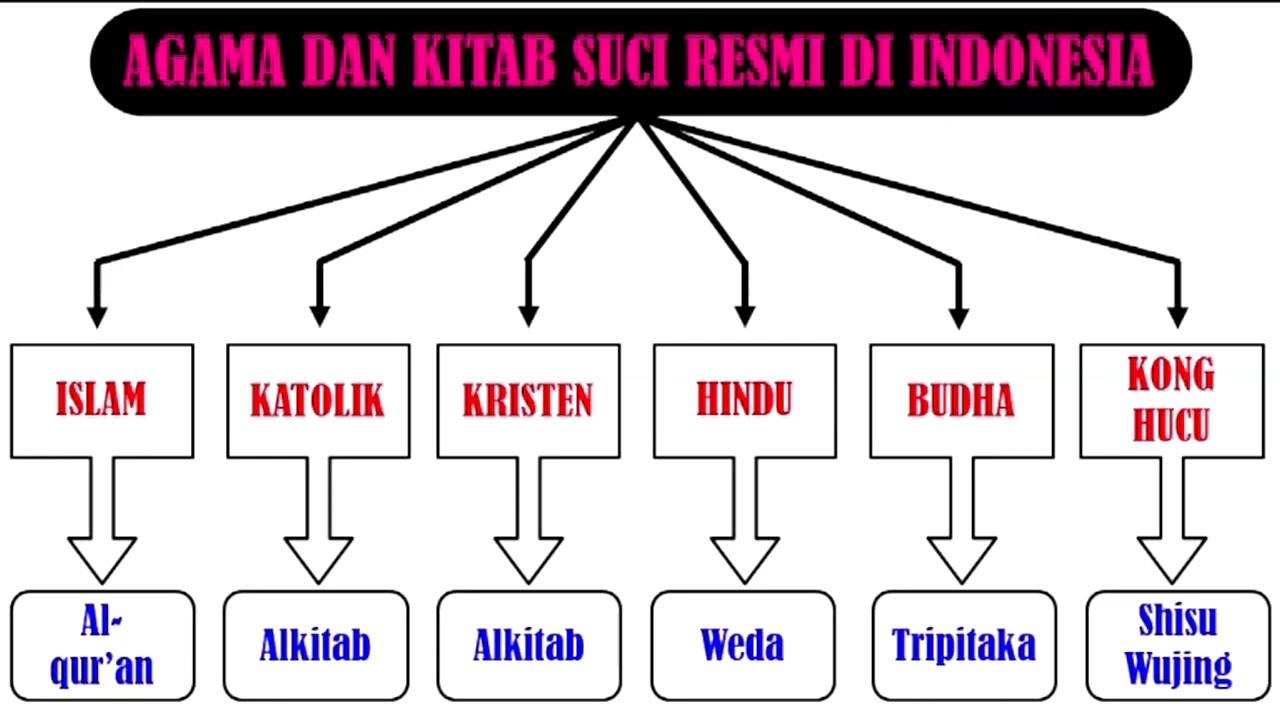 AGAMA DAN KITAB SUCI RESMI DI INDONESIA
ISLAM
KATOLIK
KRISTEN
HINDU
BUDHA
KONG
HUCU
Al-
qur'an
Alkitab
Alkitab
Weda
Tripitaka
Shisu
Wujing